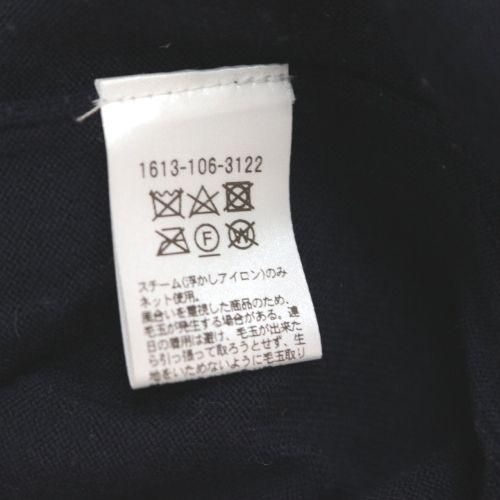 1613-106-3122
F
W
スチーム(浮かしアイロン)のみ
ネット使用。
風合いを重視した商品のため、
毛玉が発生する場合がある。連
日の着用は避け、毛玉が出来た
ら引っ張って取ろうとせず、生
地をいためないように毛玉取り